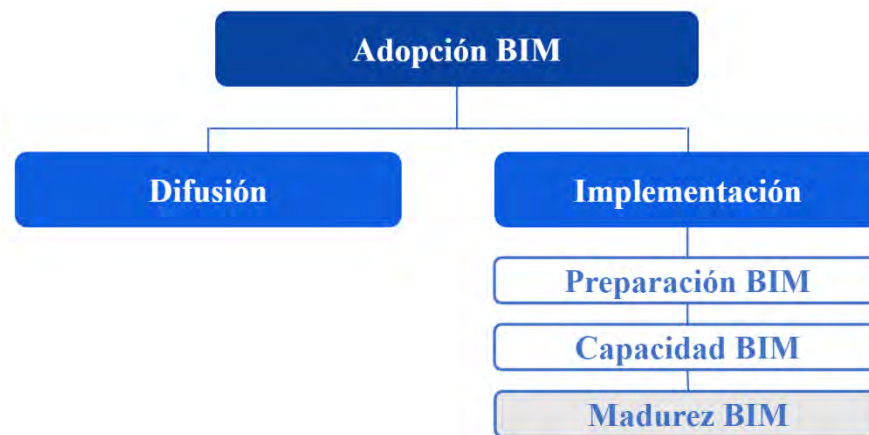 Adopción BIM
Difusión
Implementación
Preparación BIM
Capacidad BIM
Madurez BIM